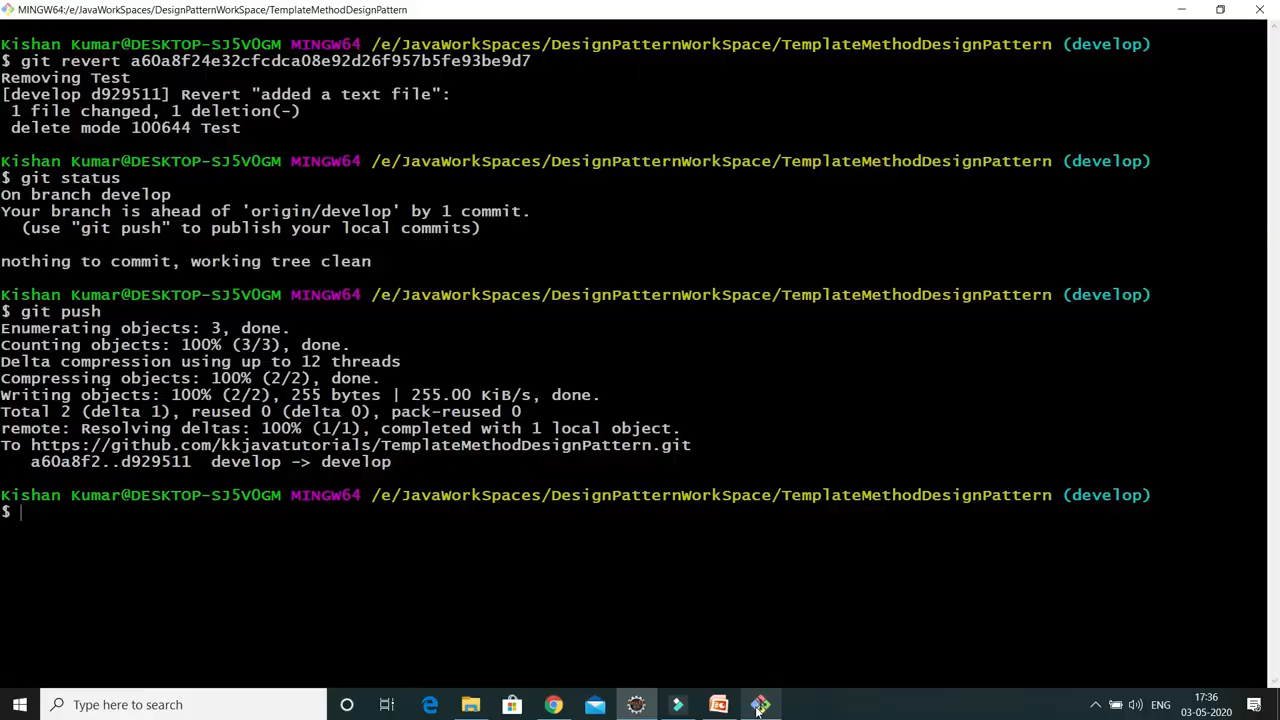 MINGW64:/e/JavaWorkSpaces/DesignPatternWorkSpace/TemplateMethodDesignPattern
Kishan Kumar@DESKTOP-SJ5V0GM MINGW64 /e/JavaWorkSpaces/DesignPatternWorkSpace/TemplateMethodDesignPattern (develop)
$ git revert a60a8f24e32cfcdca08e92d26f957b5fe93be9d7
Removing Test
[develop d929511] Revert "added a text file":
 1 file changed, 1 deletion(-)
 delete mode 100644 Test
Kishan Kumar@DESKTOP-SJ5V0GM MINGW64 /e/JavaWorkSpaces/DesignPatternWorkSpace/TemplateMethodDesignPattern (develop)
$ git status
On branch develop
Your branch is ahead of 'origin/develop' by 1 commit.
  (use "git push" to publish your local commits)
nothing to commit, working tree clean
Kishan Kumar@DESKTOP-SJ5V0GM MINGW64 /e/JavaWorkSpaces/DesignPatternWorkSpace/TemplateMethodDesignPattern (develop)
$ git push
Enumerating objects: 3, done.
Counting objects: 100% (3/3), done.
Delta compression using up to 12 threads
Compressing objects: 100% (2/2), done.
Writing objects: 100% (2/2), 255 bytes | 255.00 KiB/s, done.
Total 2 (delta 1), reused 0 (delta 0), pack-reused 0
remote: Resolving deltas: 100% (1/1), completed with 1 local object.
To https://github.com/kkjavatutorials/TemplateMethodDesignPattern.git
   a60a8f2..d929511  develop -> develop
Kishan Kumar@DESKTOP-SJ5V0GM MINGW64 /e/JavaWorkSpaces/DesignPatternWorkSpace/TemplateMethodDesignPattern (develop)
$
Type here to search
ENG
17:36
03-05-2020